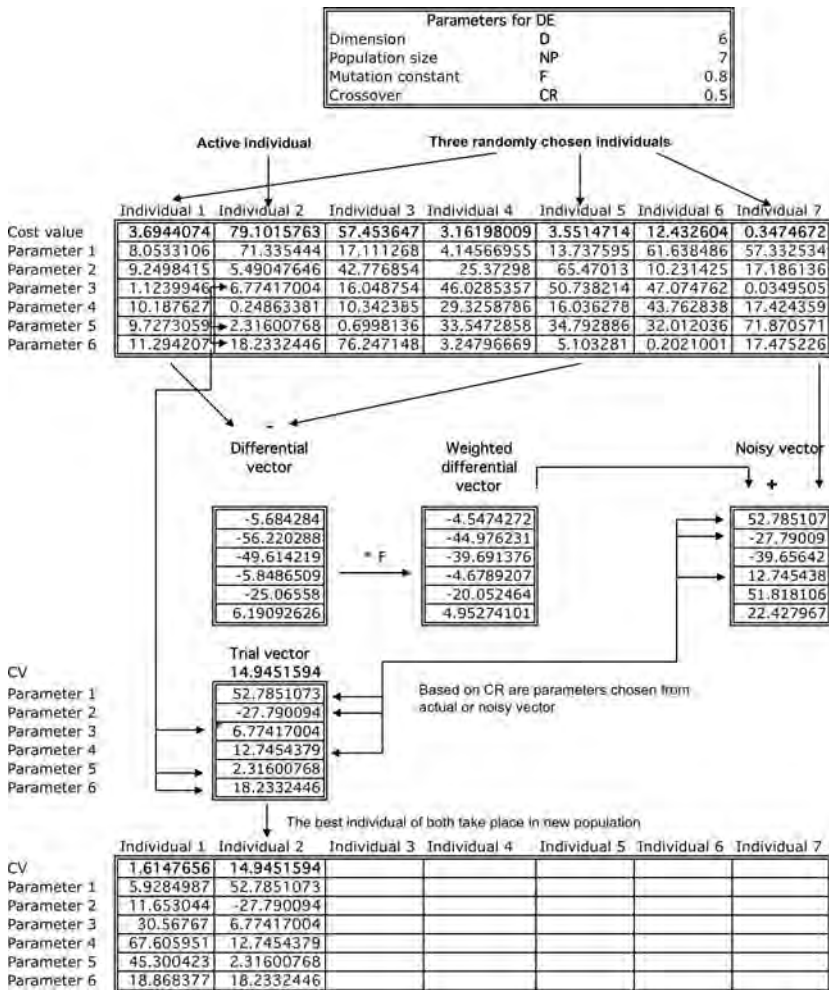 Parameters for DE
Dimension D 6
Population size NP 7
Mutation constant F 0.8
Crossover CR 0.5
Active individual Three randomly chosen individuals
Individual 1 Individual 2 Individual 3 Individual 4 Individual 5 Individual 6 Individual 7
Cost value 3.6944074 79.1015763 57.453647 3.16198009 3.5514714 12.432604 0.3474672
Parameter 1 8.0533106 71.335444 17.111268 4.14566955 13.737595 61.638486 57.332534
Parameter 2 9.2498415 5.49047646 42.776854 25.37298 65.47013 10.231425 17.186136
Parameter 3 1.1239946 6.77417004 16.048754 46.0285357 50.738214 47.074762 0.0349505
Parameter 4 10.187627 0.24863381 10.342385 29.3258786 16.036278 43.762838 17.424359
Parameter 5 9.7273059 2.31600768 0.6998136 33.5472858 34.792886 32.012036 71.870571
Parameter 6 11.294207 18.2332446 76.247148 3.24796669 5.103281 0.2021001 17.475226
-
Differential vector Weighted differential vector Noisy vector
+
-5.684284 -4.5474272 52.785107
-56.220288 -44.976231 -27.79009
-49.614219 * F -39.691376 -39.65642
-5.8486509 -4.6789207 12.745438
-25.06558 -20.052464 51.818106
6.19092626 4.95274101 22.427967
Trial vector
CV 14.9451594
Parameter 1 52.7851073 Based on CR are parameters chosen from
Parameter 2 -27.790094 actual or noisy vector
Parameter 3 6.77417004
Parameter 4 12.7454379
Parameter 5 2.31600768
Parameter 6 18.2332446
The best individual of both take place in new population
Individual 1 Individual 2 Individual 3 Individual 4 Individual 5 Individual 6 Individual 7
CV 1.6147656 14.9451594
Parameter 1 5.9284987 52.7851073
Parameter 2 11.653044 -27.790094
Parameter 3 30.56767 6.77417004
Parameter 4 67.605951 12.7454379
Parameter 5 45.300423 2.31600768
Parameter 6 18.868377 18.2332446